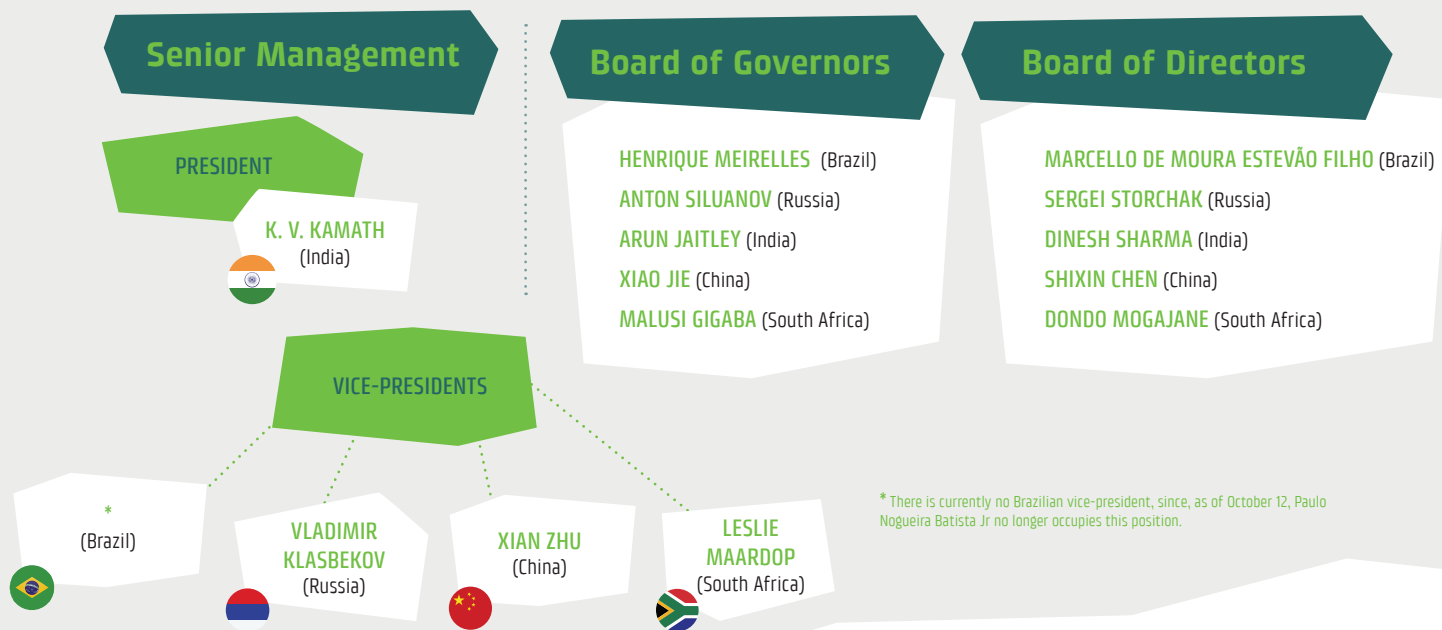 Senior Management
PRESIDENT
K. V. KAMATH
(India)
VICE-PRESIDENTS
*
(Brazil)
VLADIMIR
KLASBEKOV
(Russia)
XIAN ZHU
(China)
LESLIE
MAARDOP
(South Africa)
Board of Governors
HENRIQUE MEIRELLES (Brazil)
ANTON SILUANOV (Russia)
ARUN JAITLEY (India)
XIAO JIE (China)
MALUSI GIGABA (South Africa)
Board of Directors
MARCELLO DE MOURA ESTEVÃO FILHO (Brazil)
SERGEI STORCHAK (Russia)
DINESH SHARMA (India)
SHIXIN CHEN (China)
DONDO MOGAJANE (South Africa)
* There is currently no Brazilian vice-president, since, as of October 12, Paulo
Nogueira Batista Jr no longer occupies this position.